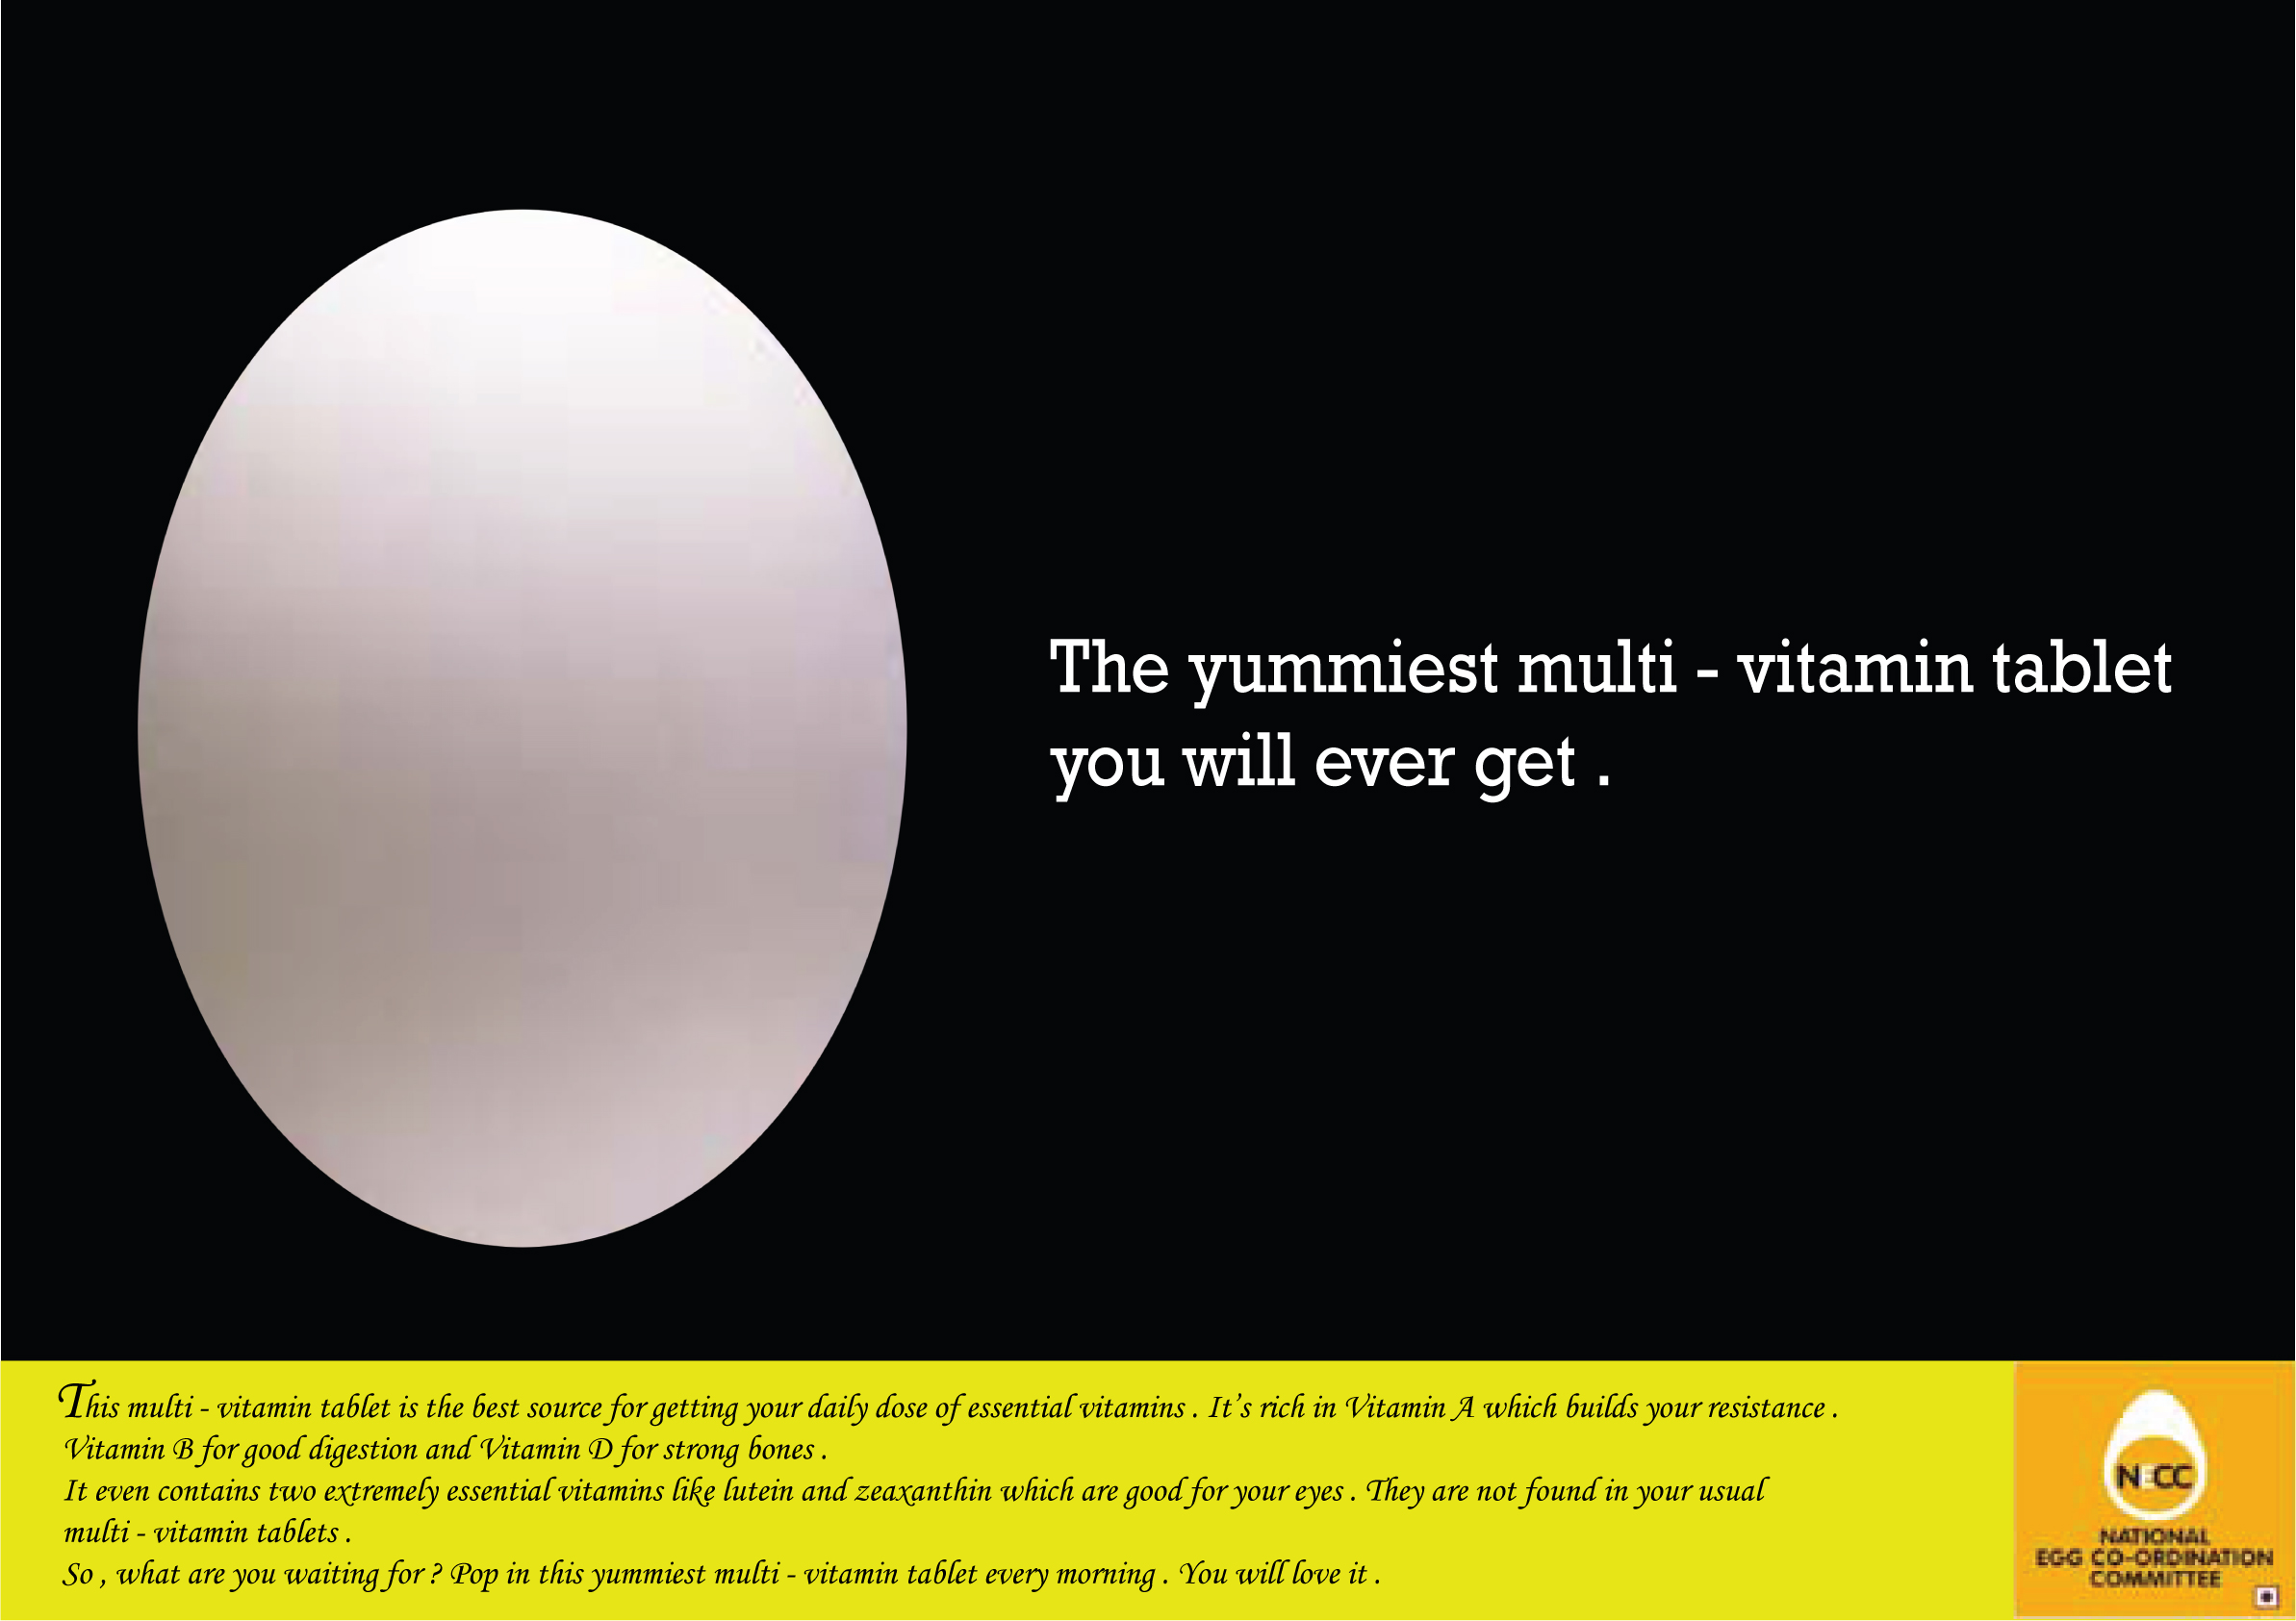 The yummiest multi - vitamin tablet
you will ever get .
This multi - vitamin tablet is the best source for getting your daily dose of essential vitamins . It’s rich in Vitamin A which builds your resistance .
Vitamin B for good digestion and Vitamin D for strong bones .
It even contains two extremely essential vitamins like lutein and zeaxanthin which are good for your eyes . They are not found in your usual
multi - vitamin tablets .
So , what are you waiting for ? Pop in this yummiest multi - vitamin tablet every morning . You will love it .
NECC
NATIONAL
EGG CO-ORDINATION
COMMITTEE